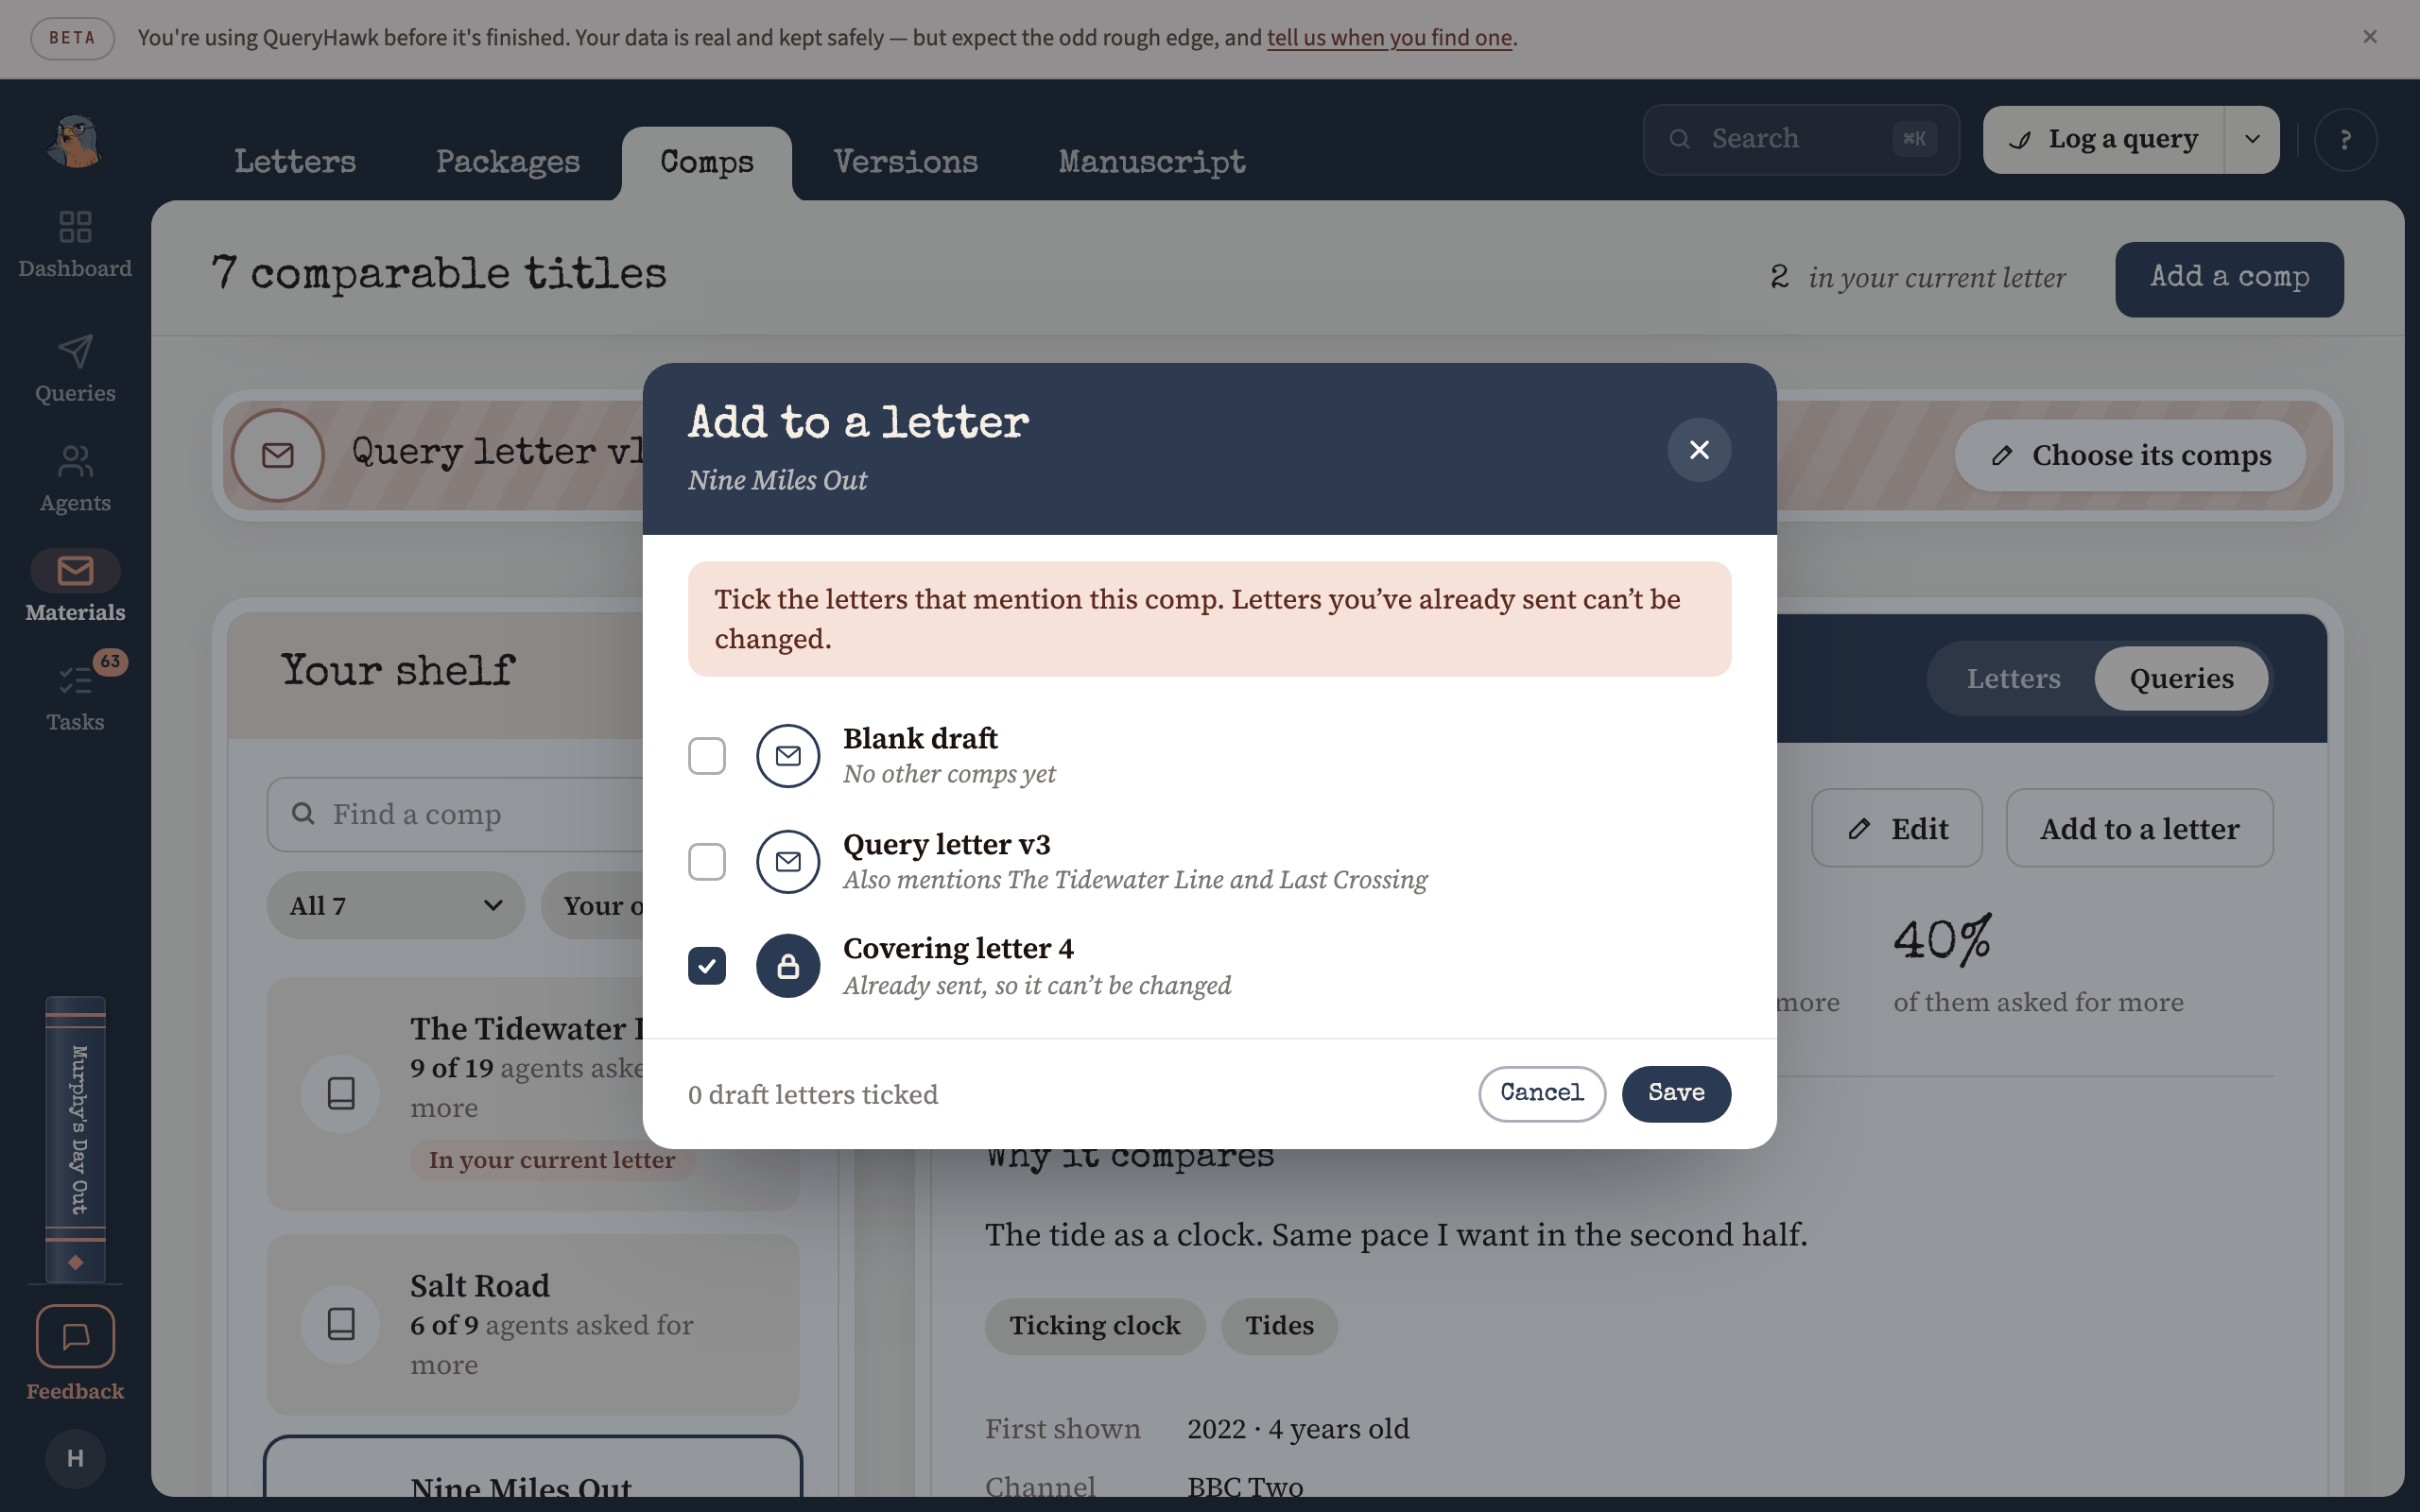 BETA
You're using QueryHawk before it's finished. Your data is real and kept safely — but expect the odd rough edge, and tell us when you find one.
Letters
Packages
Comps
Versions
Manuscript
Search
⌘K
Log a query
?
Dashboard
Queries
Agents
Materials
63
Tasks
Murphy's Day Out
Feedback
H
7 comparable titles
2 in your current letter
Add a comp
Query letter
Choose its comps
Add to a letter
Nine Miles Out
Tick the letters that mention this comp. Letters you’ve already sent can’t be
changed.
Blank draft
No other comps yet
Query letter v3
Also mentions The Tidewater Line and Last Crossing
Covering letter 4
Already sent, so it can’t be changed
0 draft letters ticked
Cancel
Save
Your shelf
Find a comp
All 7
Your
The Tidewater
9 of 19 agents
more
In your current letter
Salt Road
6 of 9 agents asked for
more
Nine Miles Out
Letters
Queries
Edit
Add to a letter
more
40%
of them asked for more
Why it compares
The tide as a clock. Same pace I want in the second half.
Ticking clock
Tides
First shown
2022 · 4 years old
Channel
BBC Two